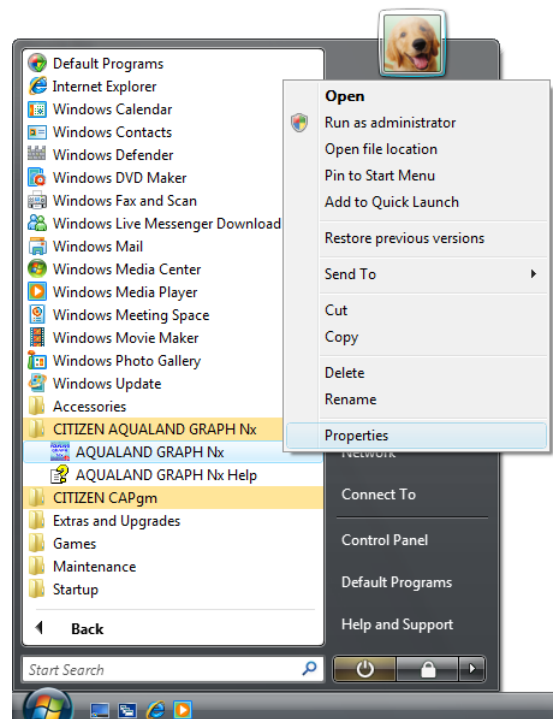 Default Programs
Internet Explorer
Windows Calendar
Windows Contacts
Windows Defender
Windows DVD Maker
Windows Fax and Scan
Windows Live Messenger Download
Windows Mail
Windows Media Center
Windows Media Player
Windows Meeting Space
Windows Movie Maker
Windows Photo Gallery
Windows Update
Accessories
CITIZEN AQUALAND GRAPH Nx
AQUALAND GRAPH Nx
AQUALAND GRAPH Nx Help
CITIZEN CAPgm
Extras and Upgrades
Games
Maintenance
Startup
Back
Start Search
Open
Run as administrator
Open file location
Pin to Start Menu
Add to Quick Launch
Restore previous versions
Send To
Cut
Copy
Delete
Rename
Properties
Network
Connect To
Control Panel
Default Programs
Help and Support